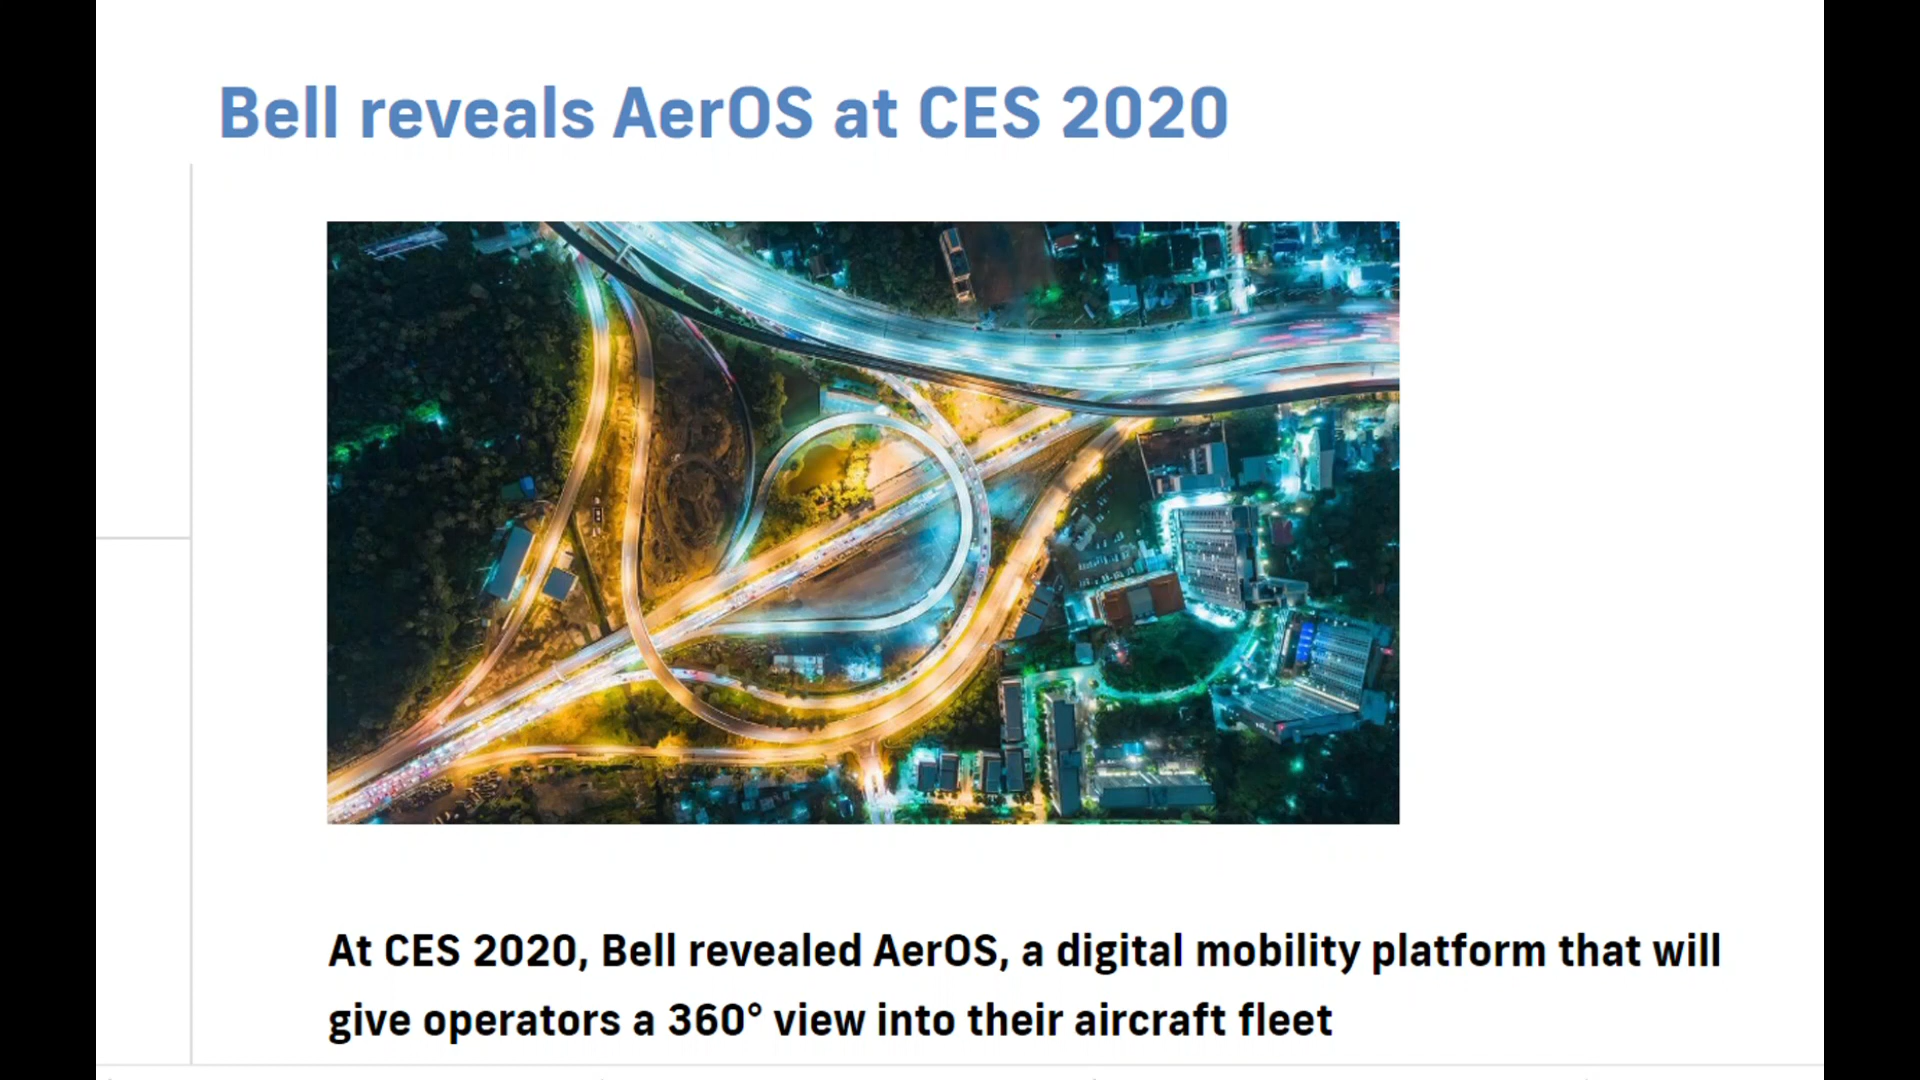 Bell reveals AerOS at CES 2020
At CES 2020, Bell revealed AerOS, a digital mobility platform that will
give operators a 360° view into their aircraft fleet